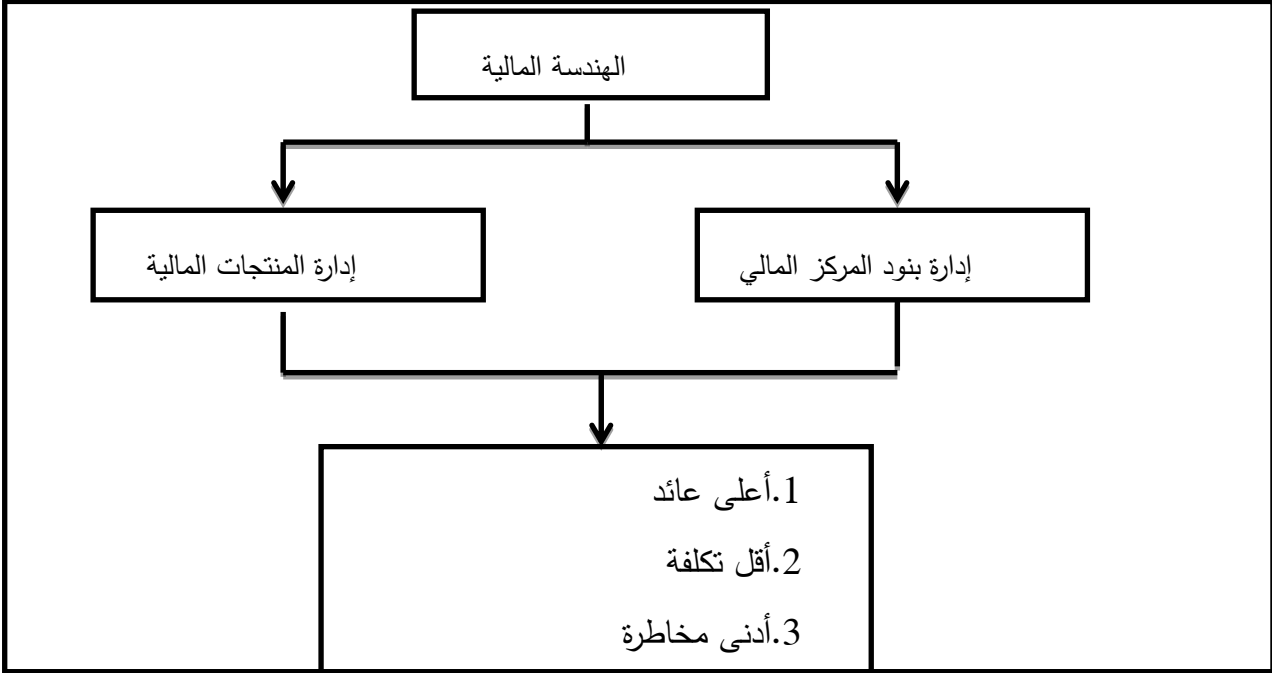 الهندسة المالية
إدارة بنود المركز المالي
إدارة المنتجات المالية
1.أعلى عائد
2.أقل تكلفة
3.أدنى مخاطرة